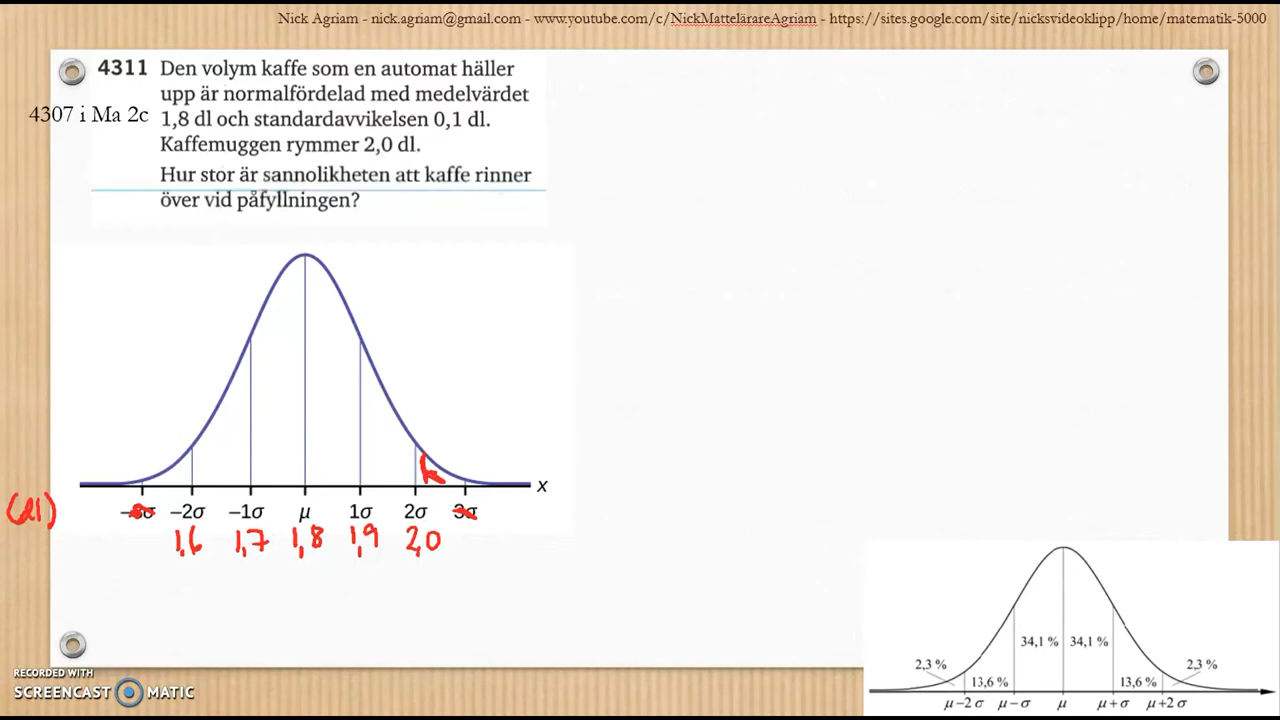 Nick Agriam - nick.agriam@gmail.com - www.youtube.com/c/NickMattelärareAgriam - https://sites.google.com/site/nicksvideoklipp/home/matematik-5000
4311 Den volym kaffe som en automat häller
upp är normalfördelad med medelvärdet
4307 i Ma 2c 1,8 dl och standardavvikelsen 0,1 dl.
Kaffemuggen rymmer 2,0 dl.
Hur stor är sannolikheten att kaffe rinner
över vid påfyllningen?
x
(dl) −3σ −2σ −1σ μ 1σ 2σ 3σ
1,6 1,7 1,8 1,9 2,0
34,1 % 34,1 %
2,3 % 2,3 %
13,6 % 13,6 %
μ−2σ μ−σ μ μ+σ μ+2σ
RECORDED WITH
SCREENCAST MATIC